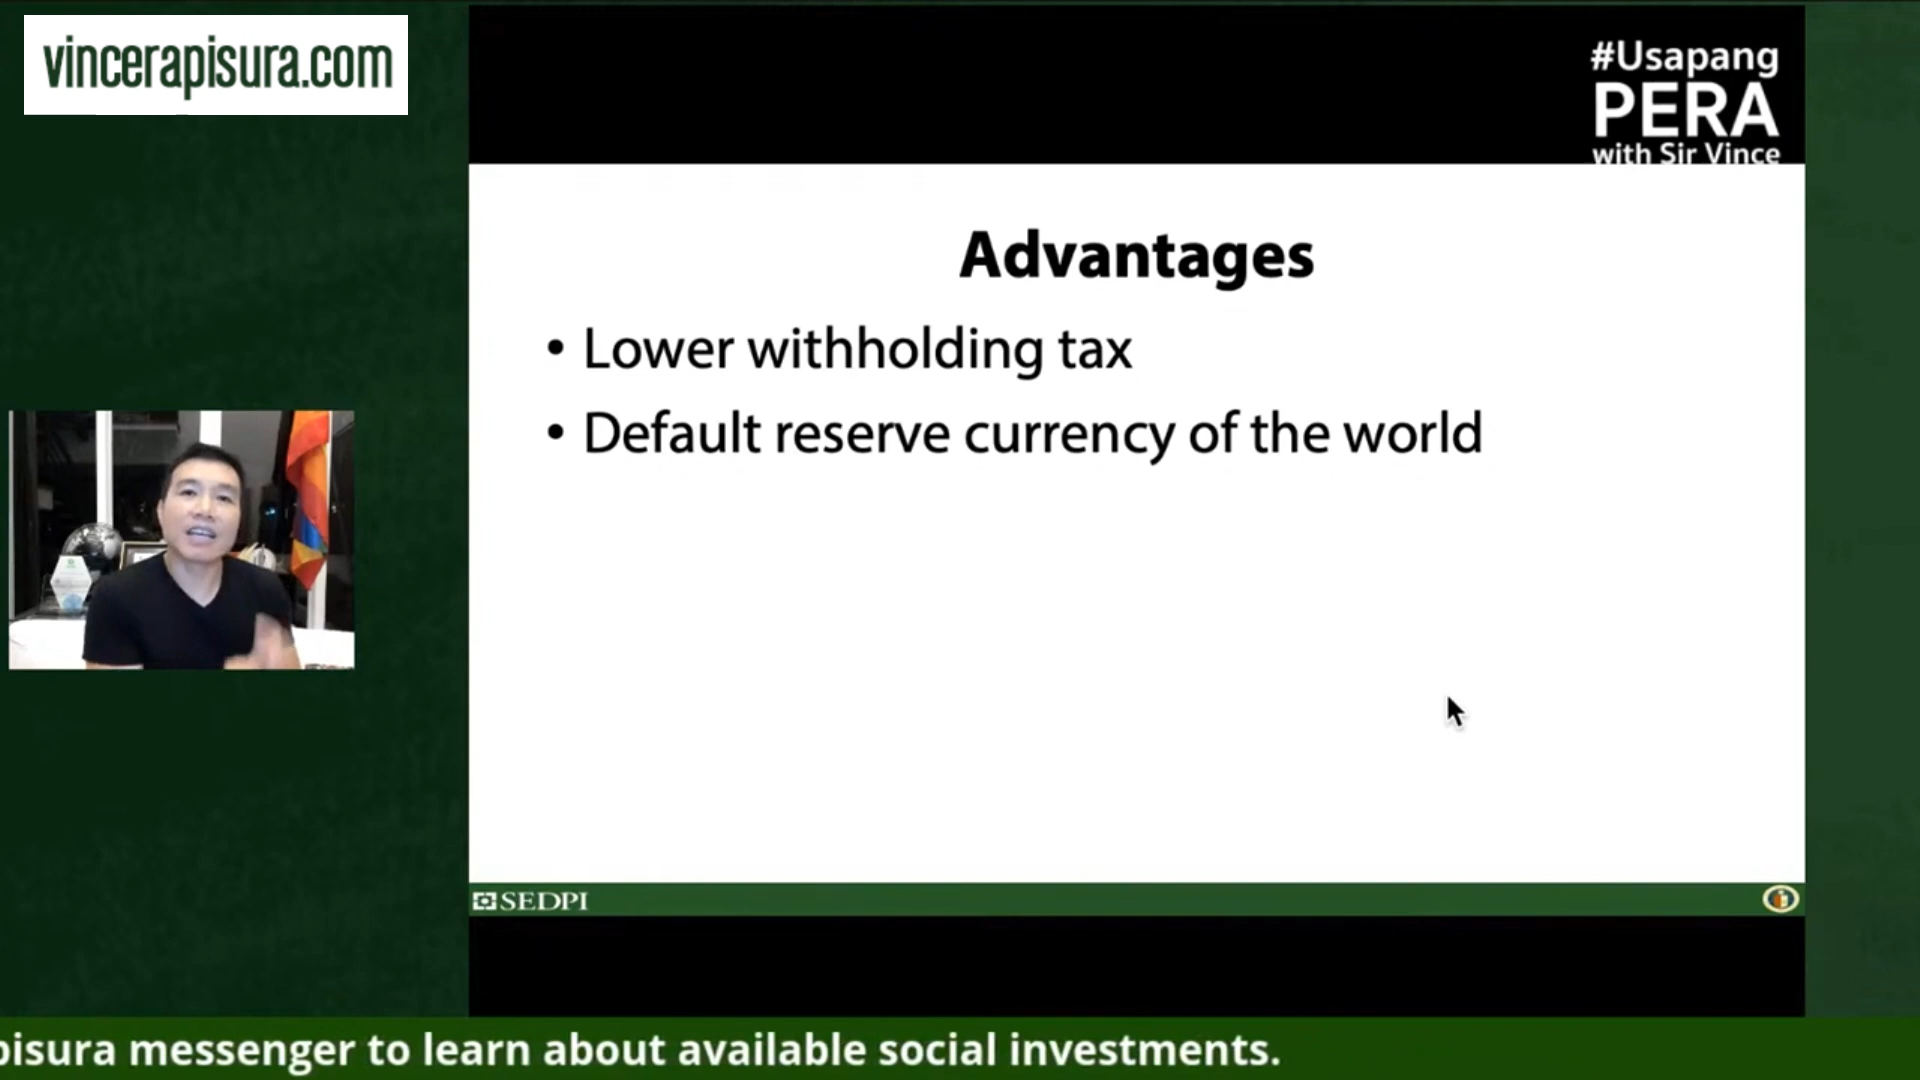 vincerapisura.com
#Usapang
PERA
with Sir Vince
Advantages
• Lower withholding tax
• Default reserve currency of the world
SEDPI
pisura messenger to learn about available social investments.